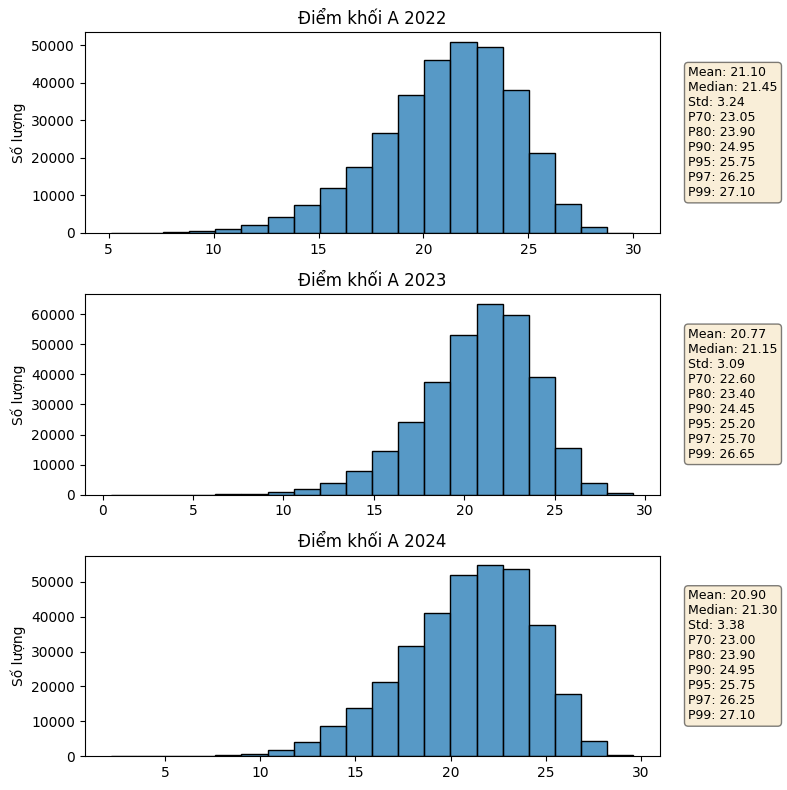 Điểm khối A 2022
50000
40000
30000
20000
10000
0
Số lượng
5 10 15 20 25 30
Mean: 21.10
Median: 21.45
Std: 3.24
P70: 23.05
P80: 23.90
P90: 24.95
P95: 25.75
P97: 26.25
P99: 27.10
Điểm khối A 2023
60000
50000
40000
30000
20000
10000
0
Số lượng
0 5 10 15 20 25 30
Mean: 20.77
Median: 21.15
Std: 3.09
P70: 22.60
P80: 23.40
P90: 24.45
P95: 25.20
P97: 25.70
P99: 26.65
Điểm khối A 2024
50000
40000
30000
20000
10000
0
Số lượng
5 10 15 20 25 30
Mean: 20.90
Median: 21.30
Std: 3.38
P70: 23.00
P80: 23.90
P90: 24.95
P95: 25.75
P97: 26.25
P99: 27.10